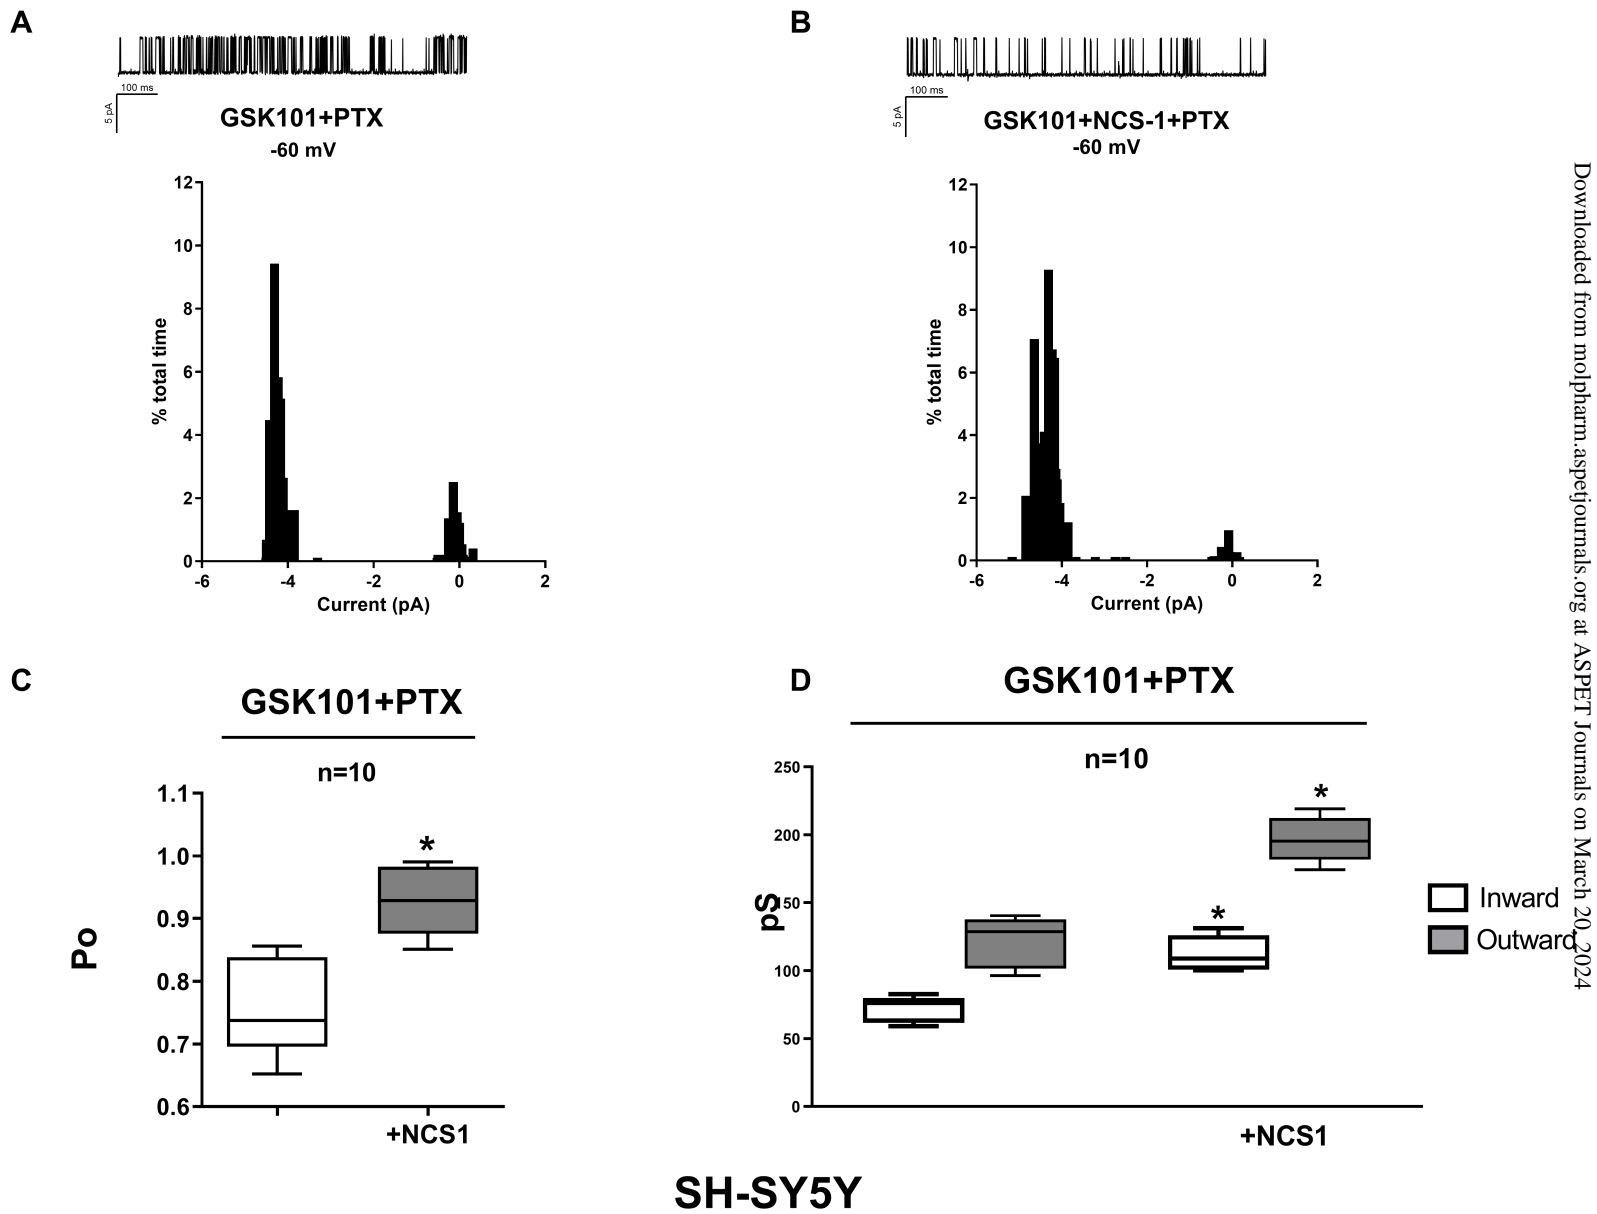 A
100 ms
5 pA
GSK101+PTX
-60 mV
12
10
8
6
4
2
0
% total time
-6
-4
-2
0
2
Current (pA)
B
100 ms
5 pA
GSK101+NCS-1+PTX
-60 mV
12
10
8
6
4
2
0
% total time
-6
-4
-2
0
2
Current (pA)
C
GSK101+PTX
n=10
1.1
1.0
0.9
0.8
0.7
0.6
Po
*
+NCS1
D
GSK101+PTX
n=10
250
200
150
100
50
0
pS
*
*
+NCS1
Inward
Outward
SH-SY5Y
Downloaded from molpharm.aspetjournals.org at ASPET Journals on March 20, 2024